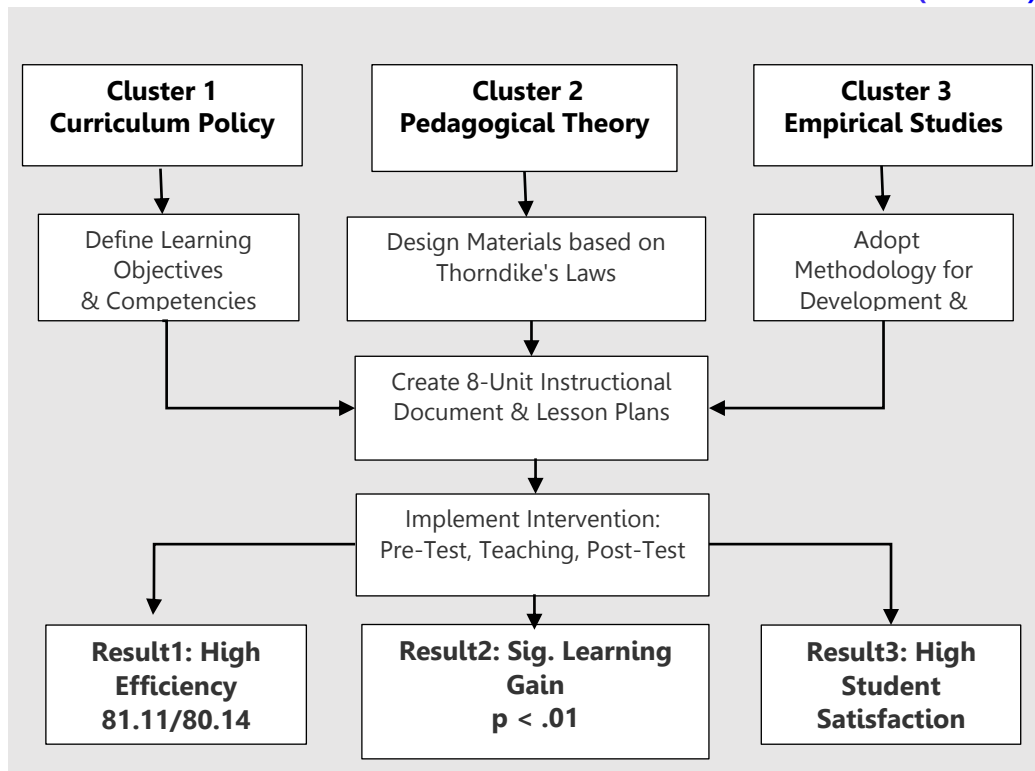 Cluster 1
Curriculum Policy
Cluster 2
Pedagogical Theory
Cluster 3
Empirical Studies
Define Learning
Objectives
& Competencies
Design Materials based on
Thorndike's Laws
Adopt
Methodology for
Development &
Create 8-Unit Instructional
Document & Lesson Plans
Implement Intervention:
Pre-Test, Teaching, Post-Test
Result1: High
Efficiency
81.11/80.14
Result2: Sig. Learning
Gain
p < .01
Result3: High
Student
Satisfaction